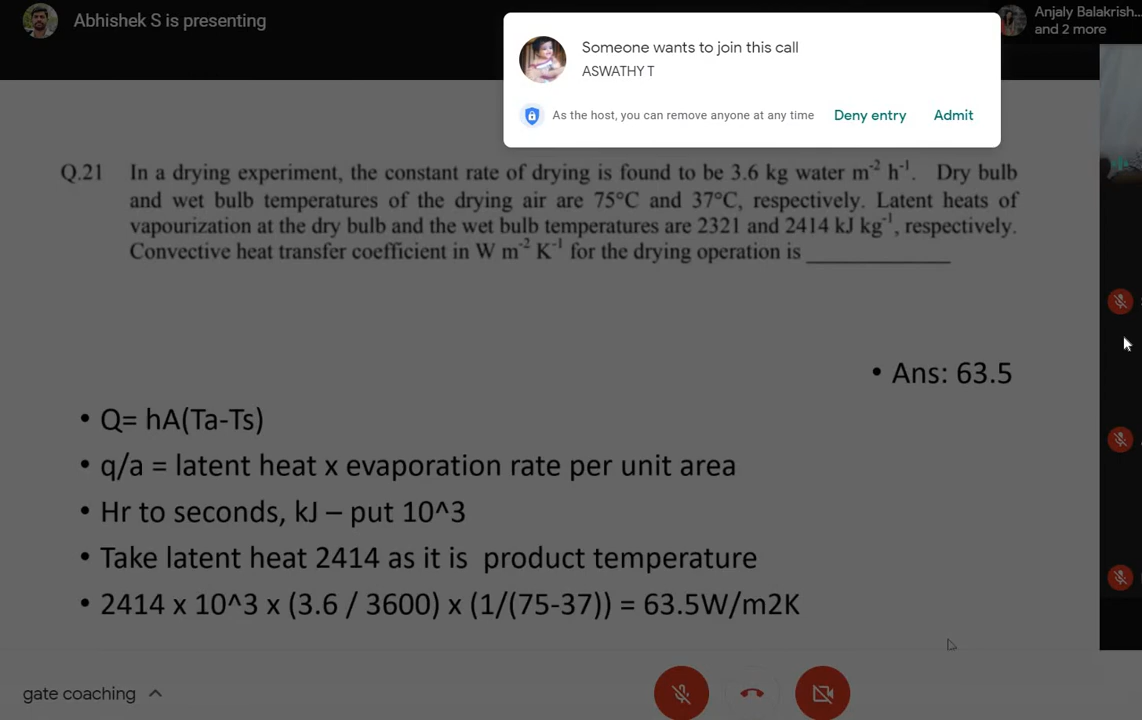 Abhishek S is presenting
Anjaly Balakrish...
and 2 more
Someone wants to join this call
ASWATHY T
As the host, you can remove anyone at any time
Deny entry
Admit
Q.21 In a drying experiment, the constant rate of drying is found to be 3.6 kg water m⁻² h⁻¹. Dry bulb
and wet bulb temperatures of the drying air are 75°C and 37°C, respectively. Latent heats of
vapourization at the dry bulb and the wet bulb temperatures are 2321 and 2414 kJ kg⁻¹, respectively.
Convective heat transfer coefficient in W m⁻² K⁻¹ for the drying operation is ______________
• Ans: 63.5
• Q= hA(Ta-Ts)
• q/a = latent heat x evaporation rate per unit area
• Hr to seconds, kJ – put 10^3
• Take latent heat 2414 as it is product temperature
• 2414 x 10^3 x (3.6 / 3600) x (1/(75-37)) = 63.5W/m2K
gate coaching